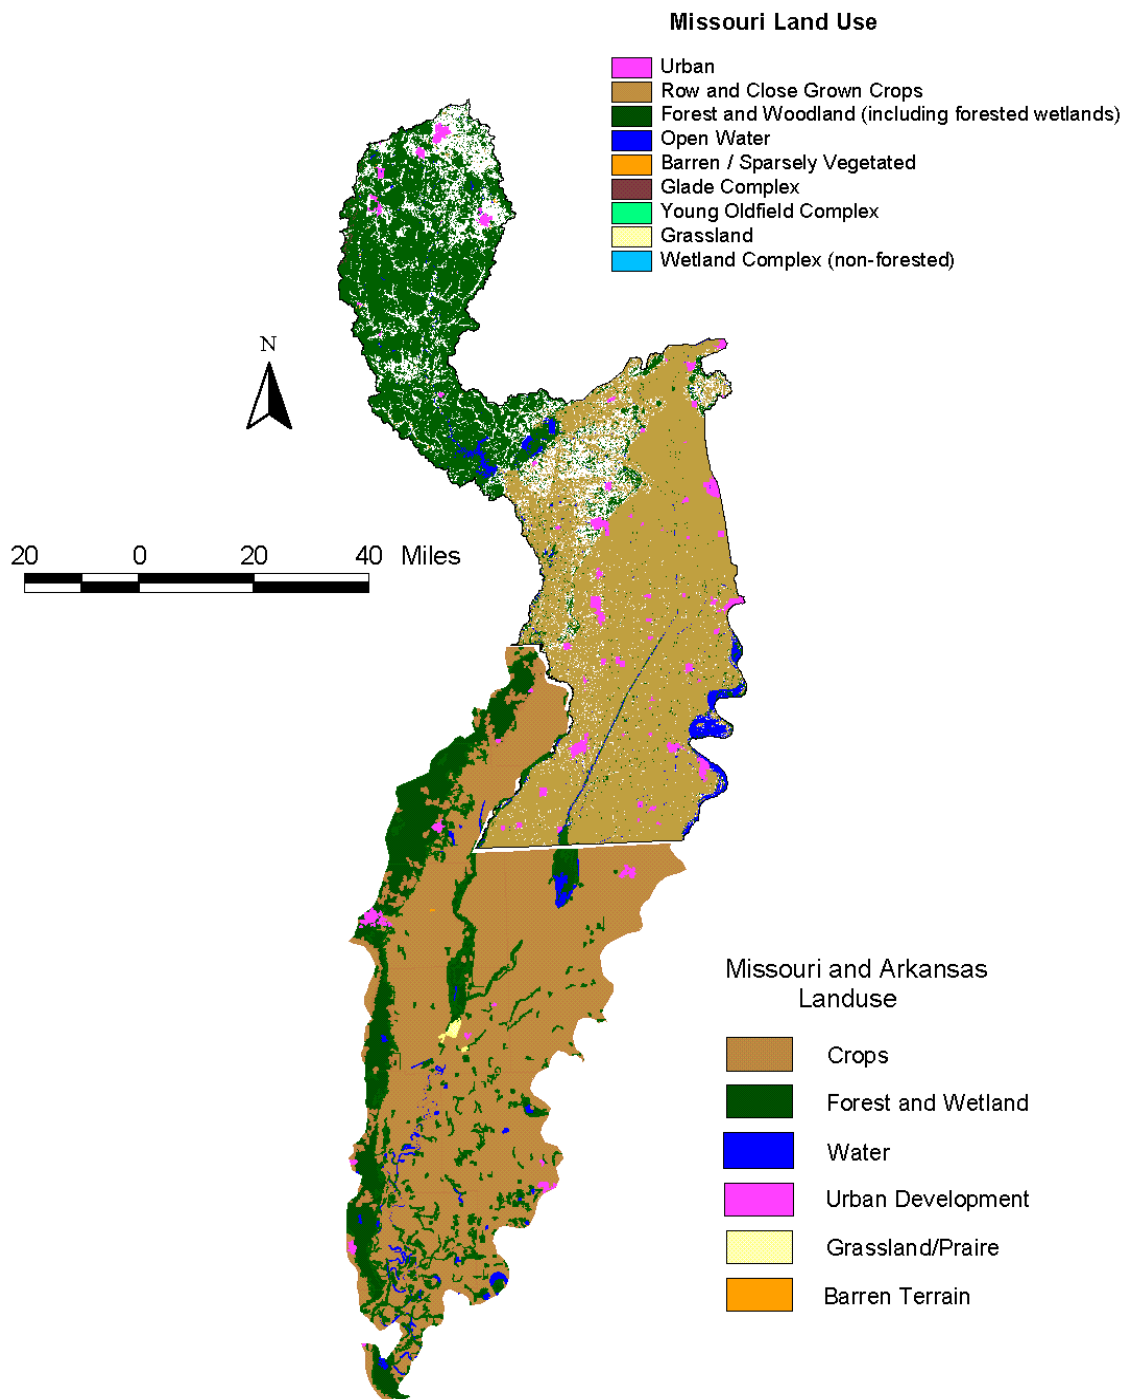 Missouri Land Use
Urban
Row and Close Grown Crops
Forest and Woodland (including forested wetlands)
Open Water
Barren / Sparsely Vegetated
Glade Complex
Young Oldfield Complex
Grassland
Wetland Complex (non-forested)
N
20 0 20 40 Miles
Missouri and Arkansas
Landuse
Crops
Forest and Wetland
Water
Urban Development
Grassland/Praire
Barren Terrain